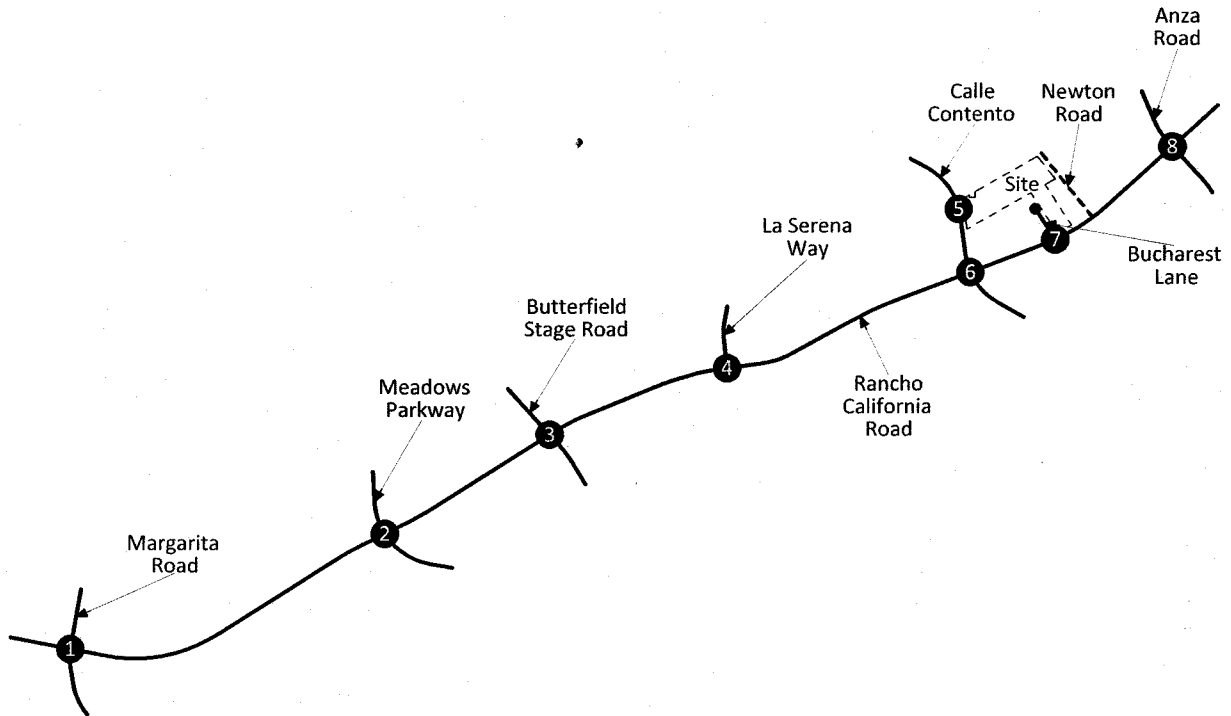 Anza
Road
Calle
Contento
Newton
Road
8
Site
5
La Serena
Way
7
Bucharest
Lane
6
Butterfield
Stage Road
4
Rancho
California
Road
Meadows
Parkway
3
2
Margarita
Road
1